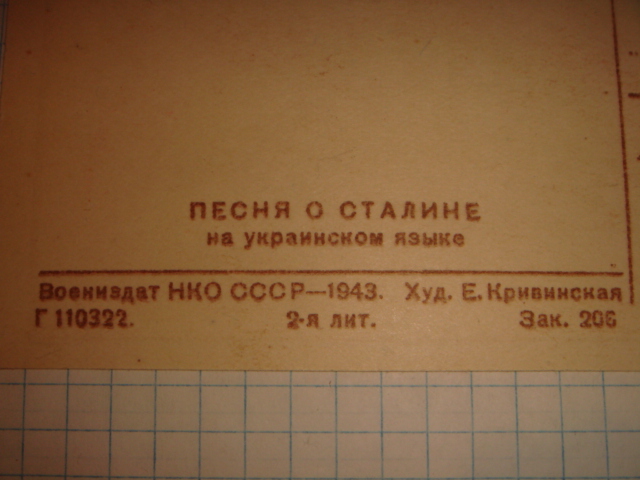 ПЕСНЯ О СТАЛИНЕ
на украинском языке
Воениздат НКО СССР—1943. Худ. Е. Кривинская
Г 110322. 2-я лит. Зак. 206